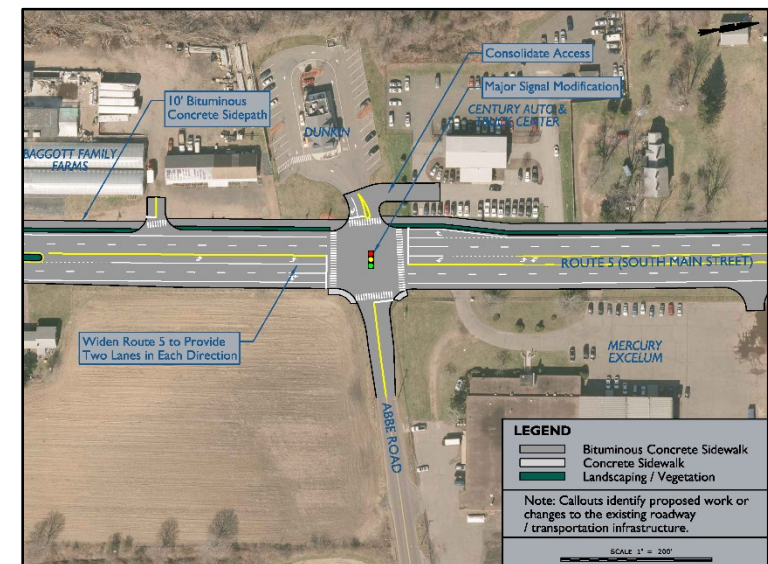 Consolidate Access
Major Signal Modification
10' Bituminous
Concrete Sidepath
CENTURY AUTO &
TRUCK CENTER
DUNKIN
BAGGOTT FAMILY
FARMS
ROUTE 5 (SOUTH MAIN STREET)
Widen Route 5 to Provide
Two Lanes in Each Direction
MERCURY
EXCELUM
ABBE ROAD
LEGEND
Bituminous Concrete Sidewalk
Concrete Sidewalk
Landscaping / Vegetation
Note: Callouts identify proposed work or
changes to the existing roadway
/ transportation infrastructure.
SCALE 1" = 200'